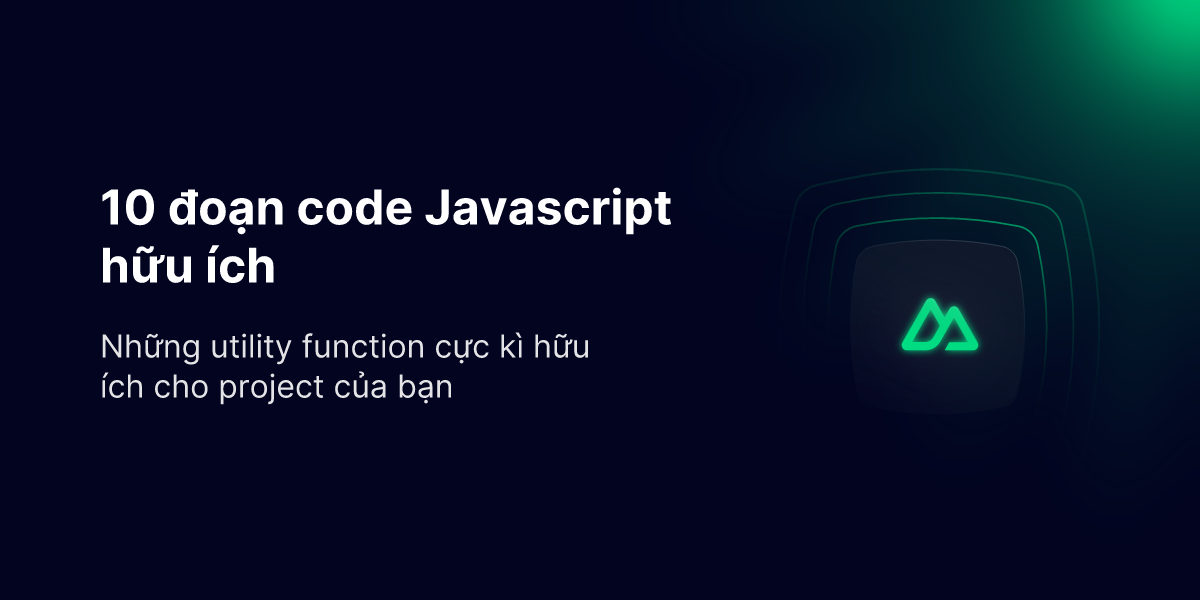 10 đoạn code Javascript
hữu ích
Những utility function cực kì hữu
ích cho project của bạn